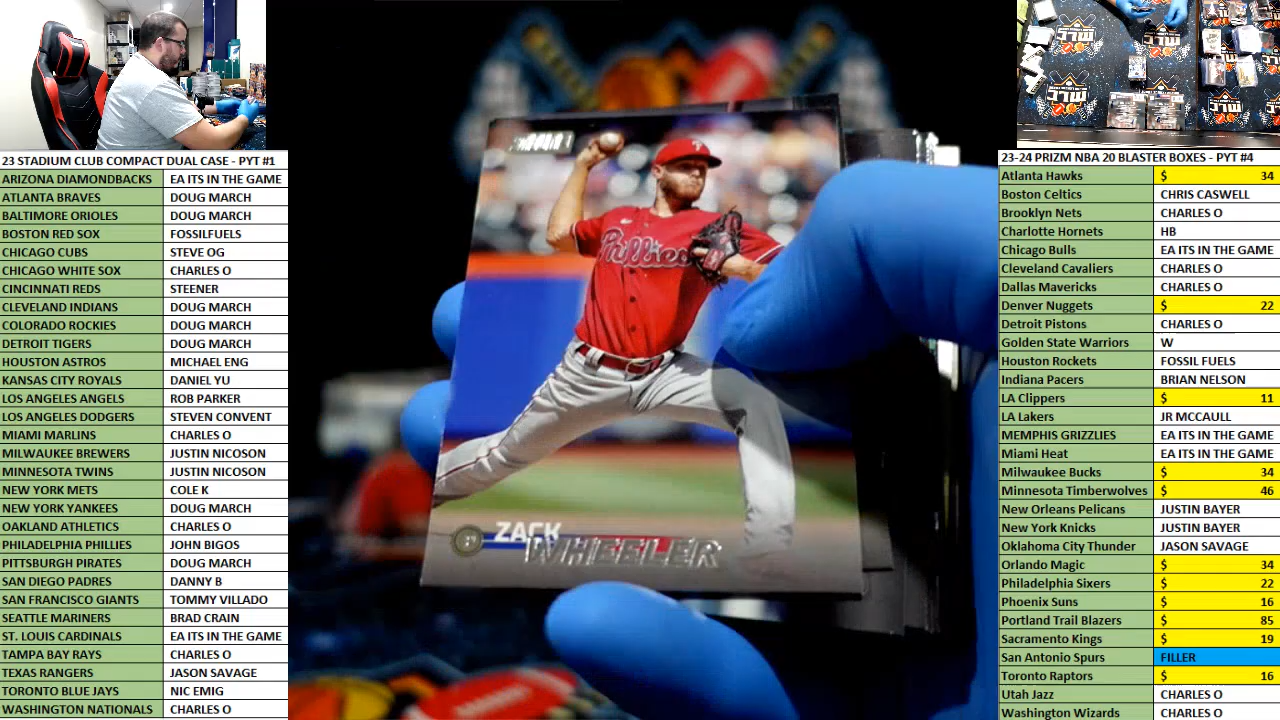 23 STADIUM CLUB COMPACT DUAL CASE - PYT #1
ARIZONA DIAMONDBACKS EA ITS IN THE GAME
ATLANTA BRAVES DOUG MARCH
BALTIMORE ORIOLES DOUG MARCH
BOSTON RED SOX FOSSILFUELS
CHICAGO CUBS STEVE OG
CHICAGO WHITE SOX CHARLES O
CINCINNATI REDS STEENER
CLEVELAND INDIANS DOUG MARCH
COLORADO ROCKIES DOUG MARCH
DETROIT TIGERS DOUG MARCH
HOUSTON ASTROS MICHAEL ENG
KANSAS CITY ROYALS DANIEL YU
LOS ANGELES ANGELS ROB PARKER
LOS ANGELES DODGERS STEVEN CONVENT
MIAMI MARLINS CHARLES O
MILWAUKEE BREWERS JUSTIN NICOSON
MINNESOTA TWINS JUSTIN NICOSON
NEW YORK METS COLE K
NEW YORK YANKEES DOUG MARCH
OAKLAND ATHLETICS CHARLES O
PHILADELPHIA PHILLIES JOHN BIGOS
PITTSBURGH PIRATES DOUG MARCH
SAN DIEGO PADRES DANNY B
SAN FRANCISCO GIANTS TOMMY VILLADO
SEATTLE MARINERS BRAD CRAIN
ST. LOUIS CARDINALS EA ITS IN THE GAME
TAMPA BAY RAYS CHARLES O
TEXAS RANGERS JASON SAVAGE
TORONTO BLUE JAYS NIC EMIG
WASHINGTON NATIONALS CHARLES O
Phillies
ZACK
WHEELER
23-24 PRIZM NBA 20 BLASTER BOXES - PYT #4
Atlanta Hawks $ 34
Boston Celtics CHRIS CASWELL
Brooklyn Nets CHARLES O
Charlotte Hornets HB
Chicago Bulls EA ITS IN THE GAME
Cleveland Cavaliers CHARLES O
Dallas Mavericks CHARLES O
Denver Nuggets $ 22
Detroit Pistons CHARLES O
Golden State Warriors W
Houston Rockets FOSSIL FUELS
Indiana Pacers BRIAN NELSON
LA Clippers $ 11
LA Lakers JR MCCAULL
MEMPHIS GRIZZLIES EA ITS IN THE GAME
Miami Heat EA ITS IN THE GAME
Milwaukee Bucks $ 34
Minnesota Timberwolves $ 46
New Orleans Pelicans JUSTIN BAYER
New York Knicks JUSTIN BAYER
Oklahoma City Thunder JASON SAVAGE
Orlando Magic $ 34
Philadelphia Sixers $ 22
Phoenix Suns $ 16
Portland Trail Blazers $ 85
Sacramento Kings $ 19
San Antonio Spurs FILLER
Toronto Raptors $ 16
Utah Jazz CHARLES O
Washington Wizards CHARLES O